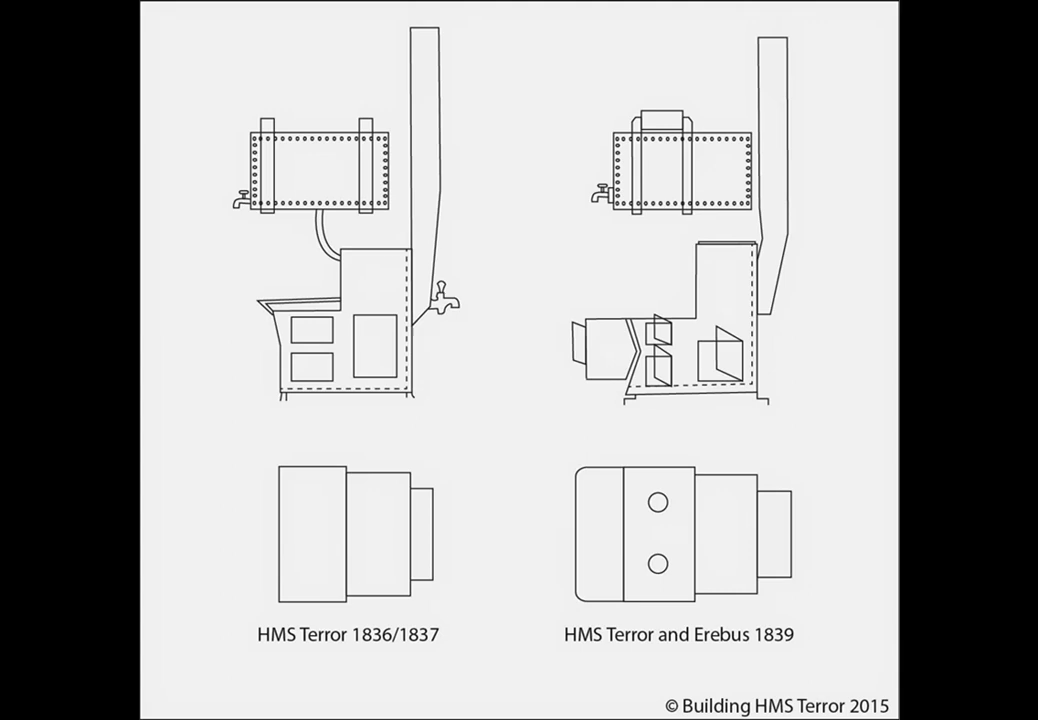 HMS Terror 1836/1837
HMS Terror and Erebus 1839
© Building HMS Terror 2015